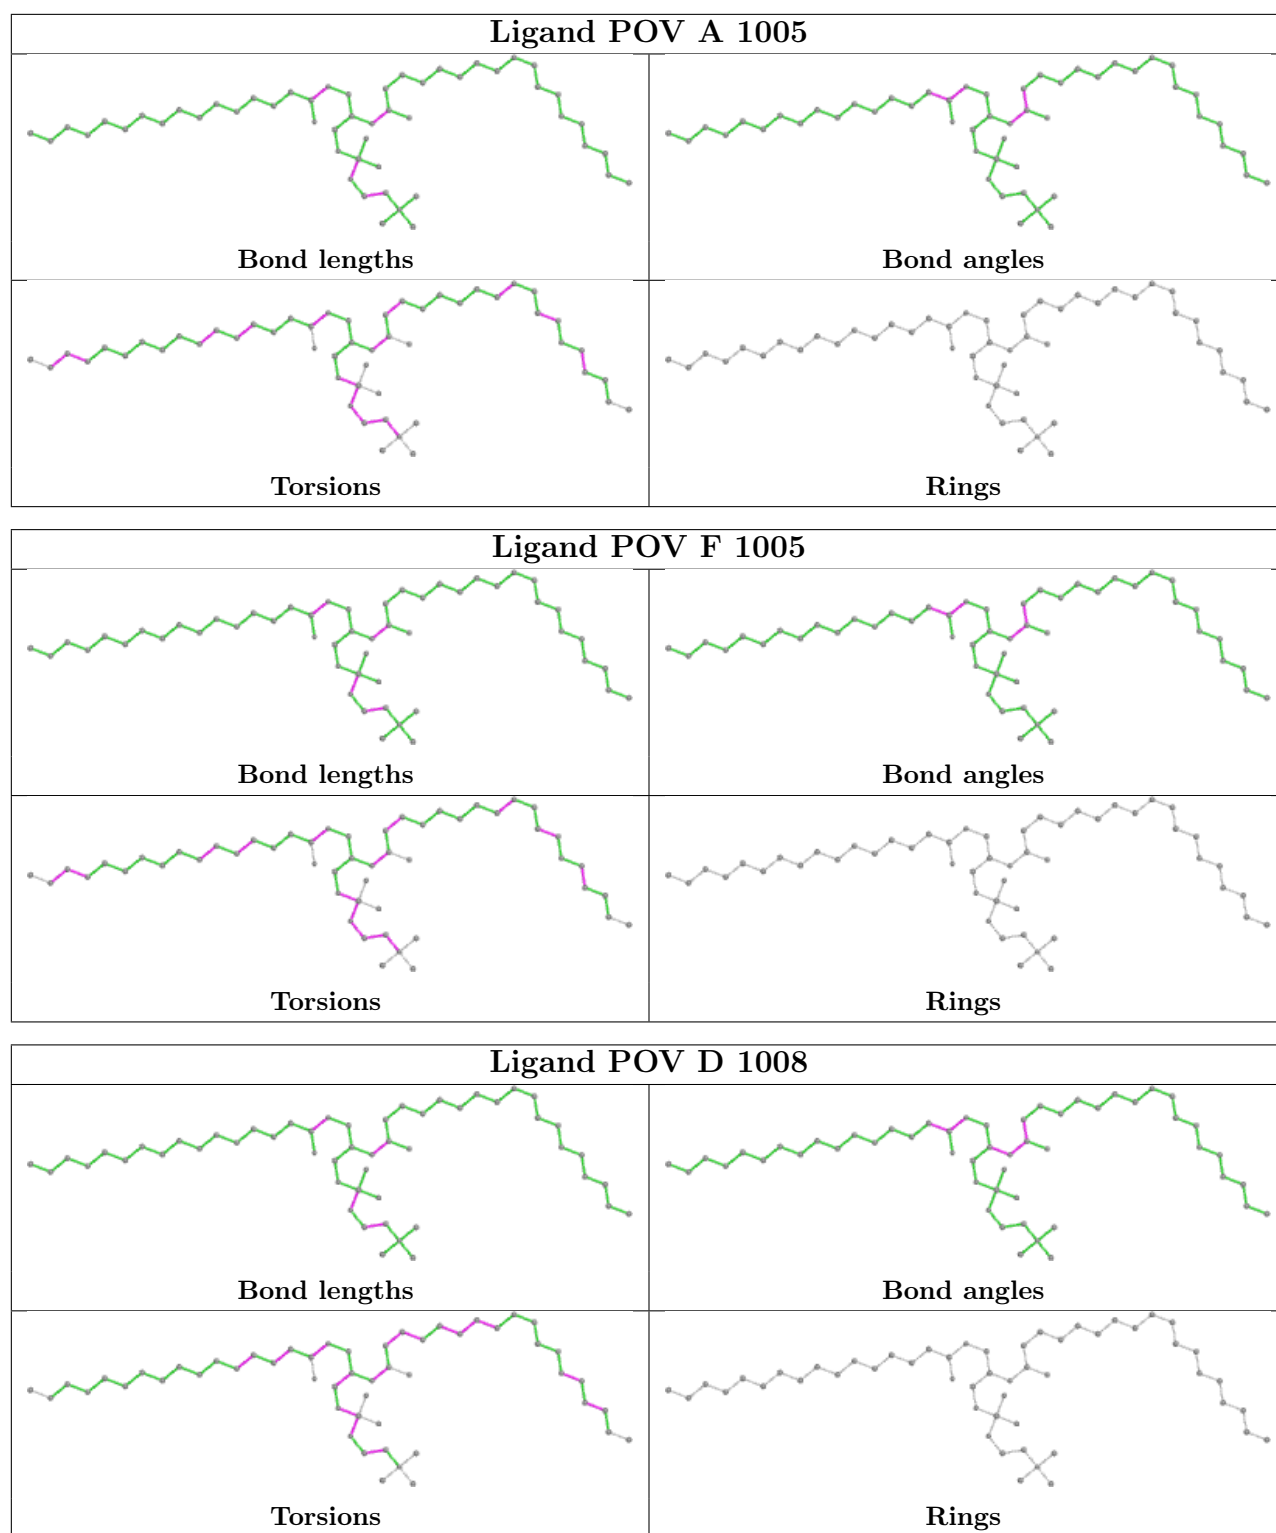 Ligand POV A 1005
Bond lengths
Bond angles
Torsions
Rings
Ligand POV F 1005
Bond lengths
Bond angles
Torsions
Rings
Ligand POV D 1008
Bond lengths
Bond angles
Torsions
Rings